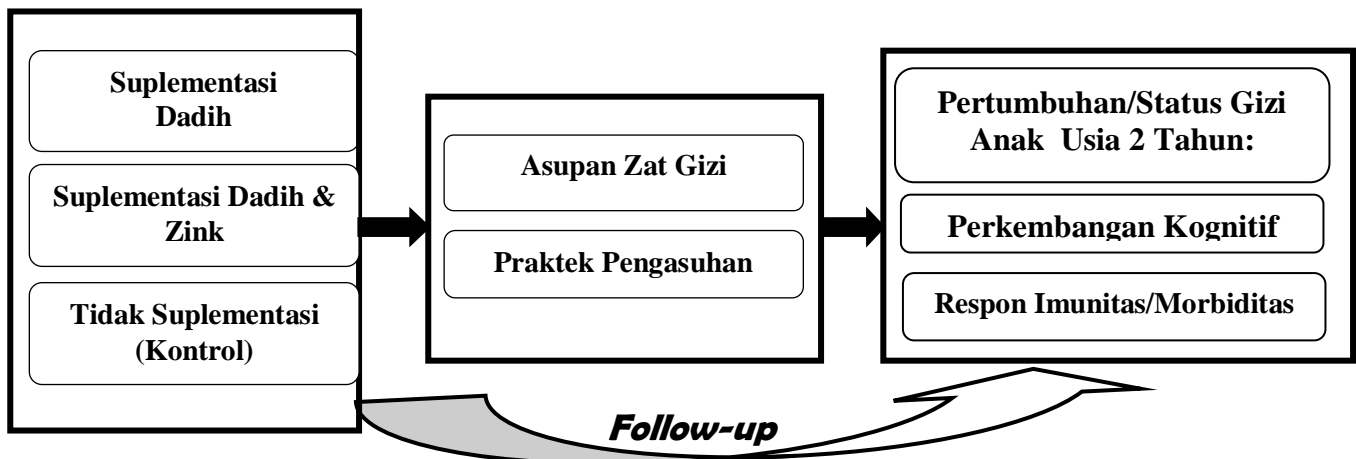 Suplementasi
Dadih
Suplementasi Dadih &
Zink
Tidak Suplementasi
(Kontrol)
Asupan Zat Gizi
Praktek Pengasuhan
Pertumbuhan/Status Gizi
Anak Usia 2 Tahun:
Perkembangan Kognitif
Respon Imunitas/Morbiditas
Follow-up